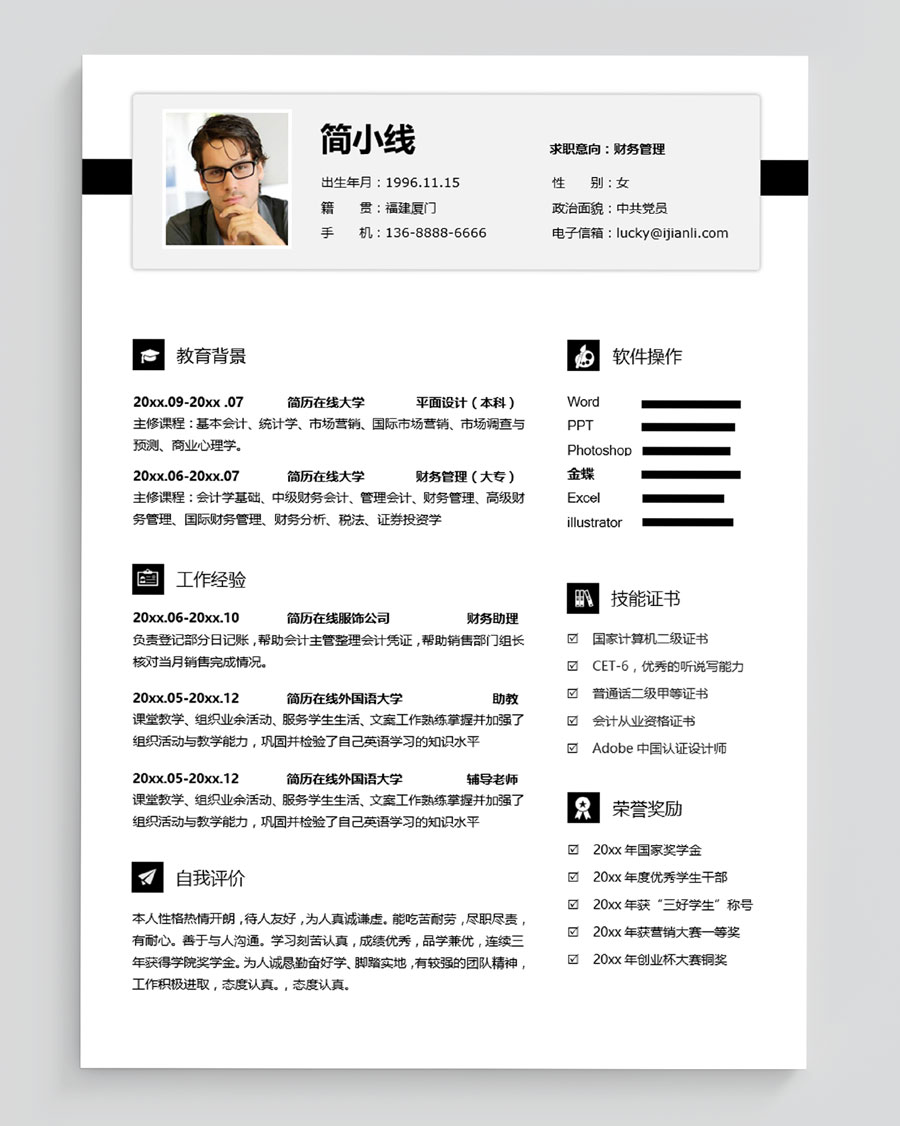 简小线
求职意向：财务管理
出生年月：1996.11.15
性 别：女
籍 贯：福建厦门
政治面貌：中共党员
手 机：136-8888-6666
电子信箱：lucky@ijianli.com
教育背景
20xx.09-20xx .07 简历在线大学 平面设计（本科）
主修课程：基本会计、统计学、市场营销、国际市场营销、市场调查与
预测、商业心理学。
20xx.06-20xx.07 简历在线大学 财务管理（大专）
主修课程：会计学基础、中级财务会计、管理会计、财务管理、高级财
务管理、国际财务管理、财务分析、税法、证券投资学
工作经验
20xx.06-20xx.10 简历在线服饰公司 财务助理
负责登记部分日记账，帮助会计主管整理会计凭证，帮助销售部门组长
核对当月销售完成情况。
20xx.05-20xx.12 简历在线外国语大学 助教
课堂教学、组织业余活动、服务学生生活、文案工作熟练掌握并加强了
组织活动与教学能力，巩固并检验了自己英语学习的知识水平
20xx.05-20xx.12 简历在线外国语大学 辅导老师
课堂教学、组织业余活动、服务学生生活、文案工作熟练掌握并加强了
组织活动与教学能力，巩固并检验了自己英语学习的知识水平
自我评价
本人性格热情开朗，待人友好，为人真诚谦虚。能吃苦耐劳，尽职尽责，
有耐心。善于与人沟通。学习刻苦认真，成绩优秀，品学兼优，连续三
年获得学院奖学金。为人诚恳勤奋好学、脚踏实地，有较强的团队精神，
工作积极进取，态度认真。，态度认真。
软件操作
Word
PPT
Photoshop
金蝶
Excel
illustrator
技能证书
国家计算机二级证书
CET-6，优秀的听说写能力
普通话二级甲等证书
会计从业资格证书
Adobe 中国认证设计师
荣誉奖励
20xx 年国家奖学金
20xx 年度优秀学生干部
20xx 年获“三好学生”称号
20xx 年获营销大赛一等奖
20xx 年创业杯大赛铜奖